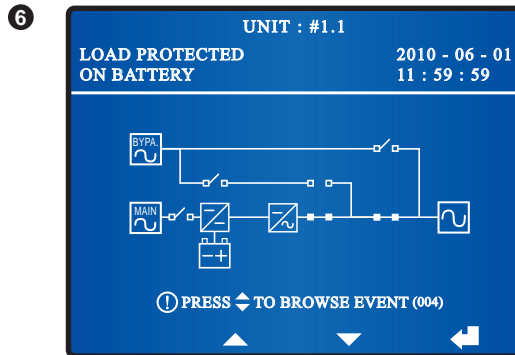 6
UNIT : #1.1
LOAD PROTECTED 2010 - 06 - 01
ON BATTERY 11 : 59 : 59
BYPA.
MAIN
PRESS TO BROWSE EVENT (004)